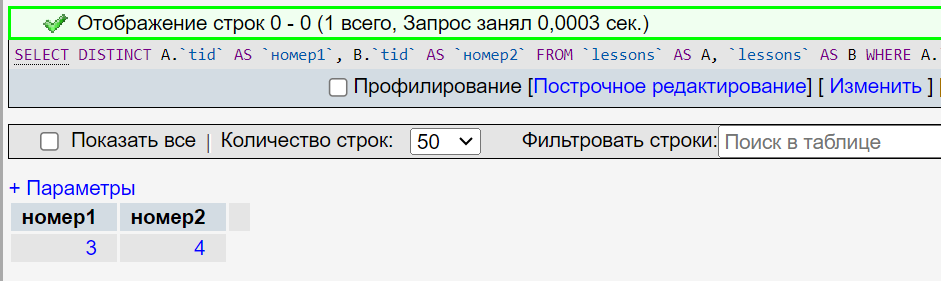 Отображение строк 0 - 0 (1 всего, Запрос занял 0,0003 сек.)
SELECT DISTINCT A.`tid` AS `номер1`, B.`tid` AS `номер2` FROM `lessons` AS A, `lessons` AS B WHERE A.
Профилирование [Построчное редактирование] [ Изменить ] [
Показать все | Количество строк: 50 Фильтровать строки: Поиск в таблице
+ Параметры
номер1 номер2
3 4